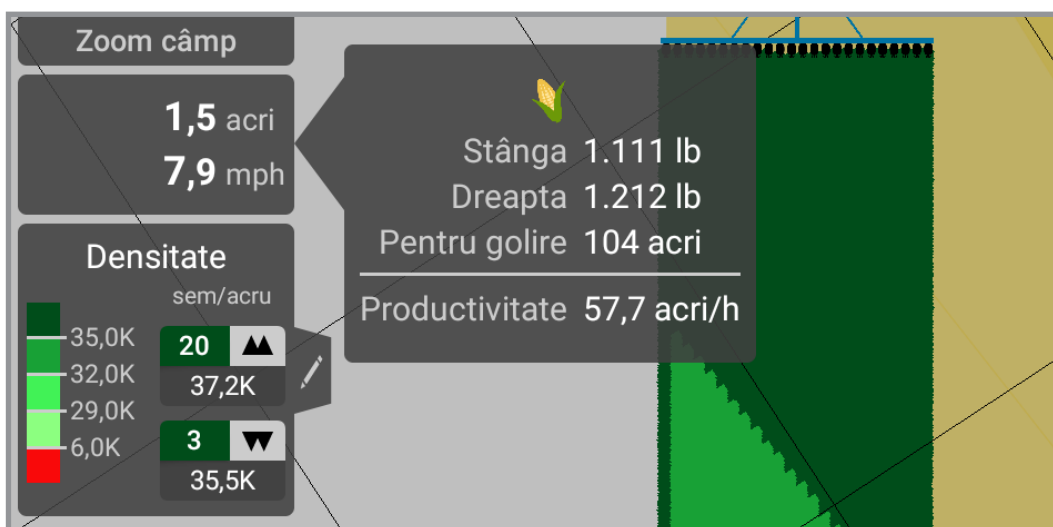 Zoom câmp
1,5 acri
7,9 mph
Stânga 1.111 lb
Dreapta 1.212 lb
Pentru golire 104 acri
Productivitate 57,7 acri/h
Densitate
sem/acru
35,0K
32,0K
29,0K
6,0K
20
37,2K
3
35,5K